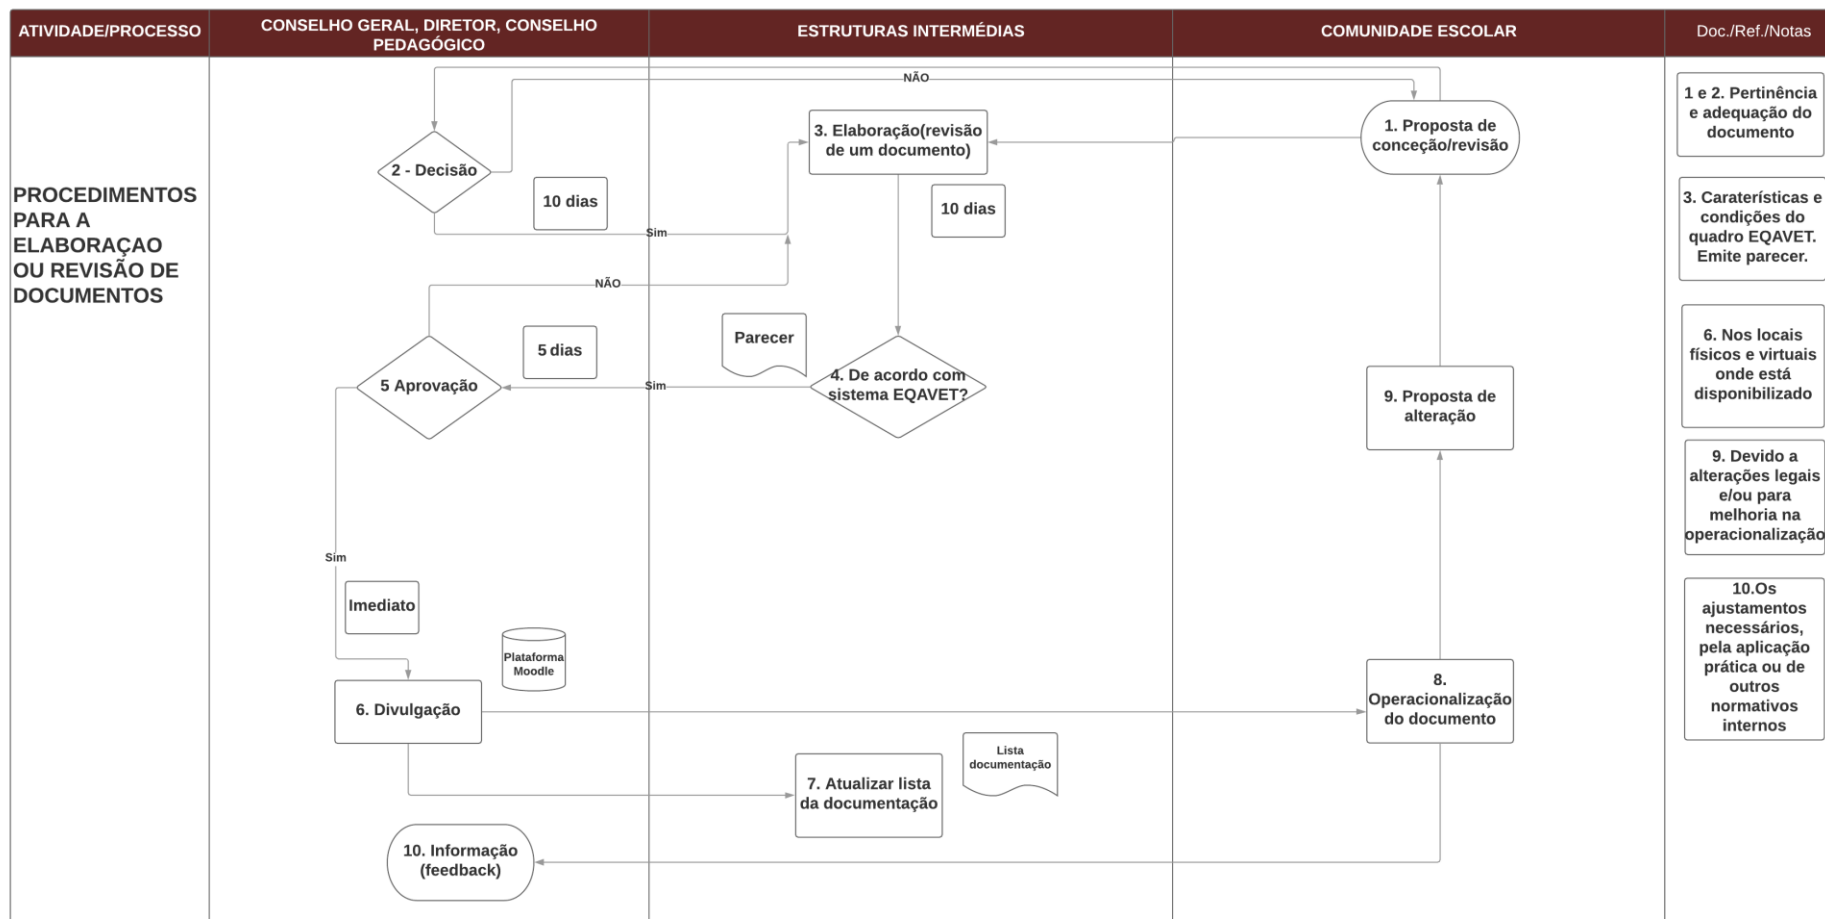 ATIVIDADE/PROCESSO
CONSELHO GERAL, DIRETOR, CONSELHO
PEDAGÓGICO
ESTRUTURAS INTERMÉDIAS
COMUNIDADE ESCOLAR
Doc./Ref./Notas
PROCEDIMENTOS
PARA A
ELABORAÇAO
OU REVISÃO DE
DOCUMENTOS
NÃO
1. Proposta de
conceção/revisão
2 - Decisão
10 dias
Sim
3. Elaboração(revisão
de um documento)
10 dias
NÃO
Parecer
4. De acordo com
sistema EQAVET?
Sim
5 dias
5 Aprovação
Sim
Imediato
Plataforma
Moodle
6. Divulgação
7. Atualizar lista
da documentação
Lista
documentação
8.
Operacionalização
do documento
9. Proposta de
alteração
10. Informação
(feedback)
1 e 2. Pertinência
e adequação do
documento
3. Caraterísticas e
condições do
quadro EQAVET.
Emite parecer.
6. Nos locais
físicos e virtuais
onde está
disponibilizado
9. Devido a
alterações legais
e/ou para
melhoria na
operacionalização
10.Os
ajustamentos
necessários,
pela aplicação
prática ou de
outros
normativos
internos